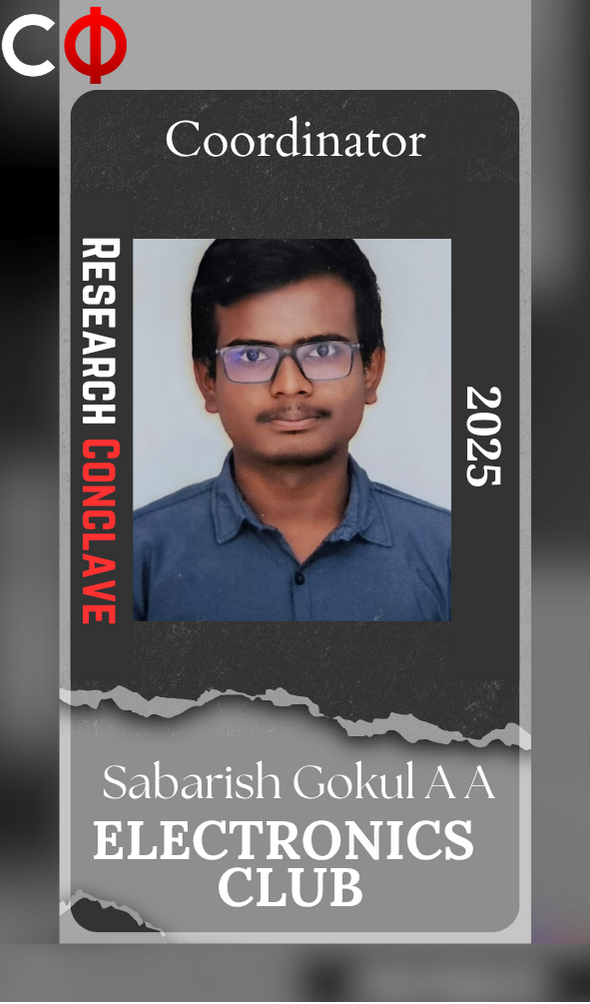 CΦ
Coordinator
RESEARCH CONCLAVE
2025
Sabarish Gokul A A
ELECTRONICS
CLUB